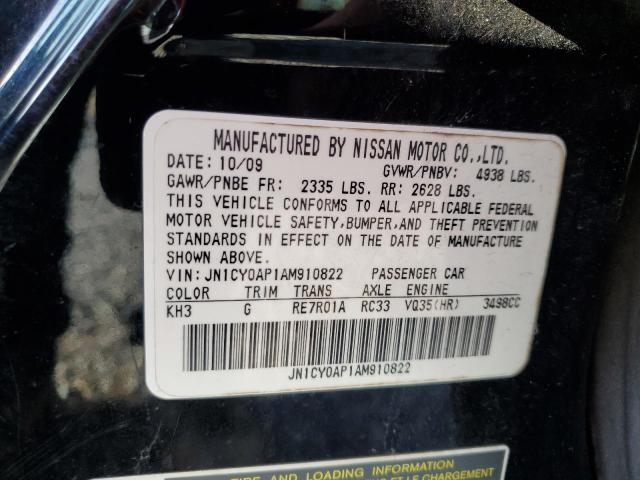 MANUFACTURED BY NISSAN MOTOR CO.,LTD.
DATE: 10/09 GVWR/PNBV: 4938 LBS.
GAWR/PNBE FR: 2335 LBS. RR: 2628 LBS.
THIS VEHICLE CONFORMS TO ALL APPLICABLE FEDERAL
MOTOR VEHICLE SAFETY,BUMPER,AND THEFT PREVENTION
STANDARDS IN EFFECT ON THE DATE OF MANUFACTURE
SHOWN ABOVE.
VIN: JN1CY0AP1AM910822 PASSENGER CAR
COLOR TRIM TRANS AXLE ENGINE
KH3 G RE7R01A RC33 VQ35(HR) 3498CC
JN1CY0AP1AM910822
TIRE AND LOADING INFORMATION
ET LE CHARGEMENT